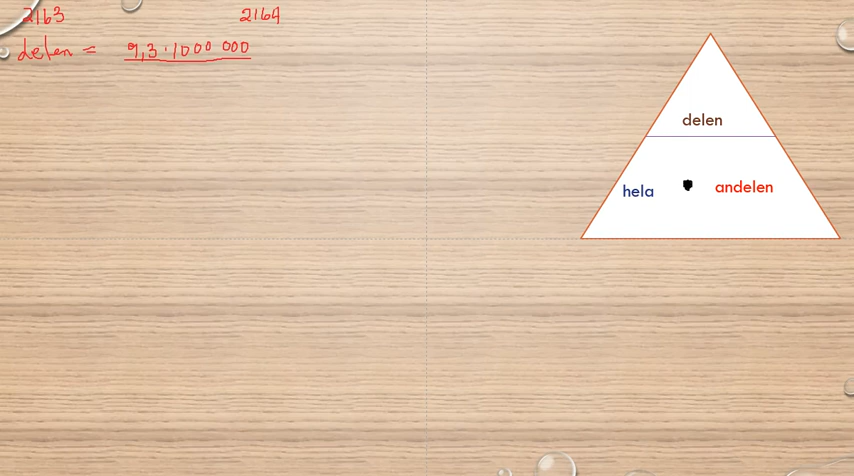 2163 2164
delen = 9,3·1000 000
delen
hela • andelen